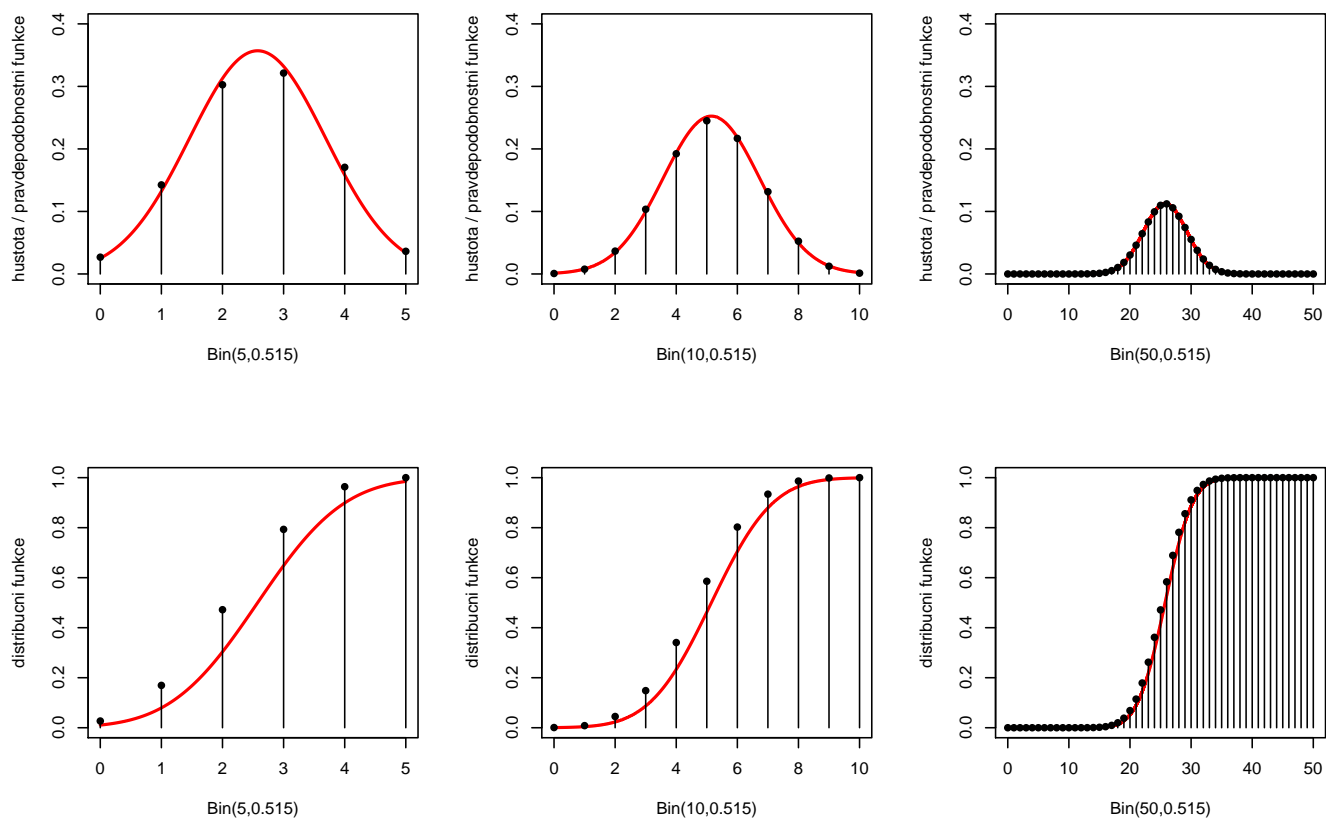 hustota / pravdepodobnostni funkce
0.0 0.1 0.2 0.3 0.4
0 1 2 3 4 5
Bin(5,0.515)
hustota / pravdepodobnostni funkce
0.0 0.1 0.2 0.3 0.4
0 2 4 6 8 10
Bin(10,0.515)
hustota / pravdepodobnostni funkce
0.0 0.1 0.2 0.3 0.4
0 10 20 30 40 50
Bin(50,0.515)
distribucni funkce
0.0 0.2 0.4 0.6 0.8 1.0
0 1 2 3 4 5
Bin(5,0.515)
distribucni funkce
0.0 0.2 0.4 0.6 0.8 1.0
0 2 4 6 8 10
Bin(10,0.515)
distribucni funkce
0.0 0.2 0.4 0.6 0.8 1.0
0 10 20 30 40 50
Bin(50,0.515)